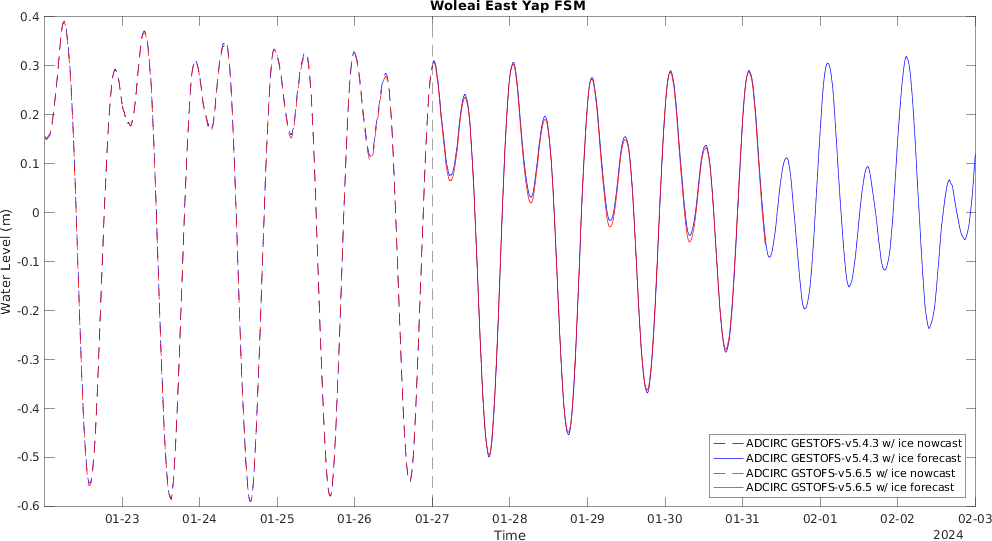 Woleai East Yap FSM
Water Level (m)
0.4
0.3
0.2
0.1
0
-0.1
-0.2
-0.3
-0.4
-0.5
-0.6
ADCIRC GESTOFS-v5.4.3 w/ ice nowcast
ADCIRC GESTOFS-v5.4.3 w/ ice forecast
ADCIRC GSTOFS-v5.6.5 w/ ice nowcast
ADCIRC GSTOFS-v5.6.5 w/ ice forecast
01-23 01-24 01-25 01-26 01-27 01-28 01-29 01-30 01-31 02-01 02-02 02-03
Time
2024